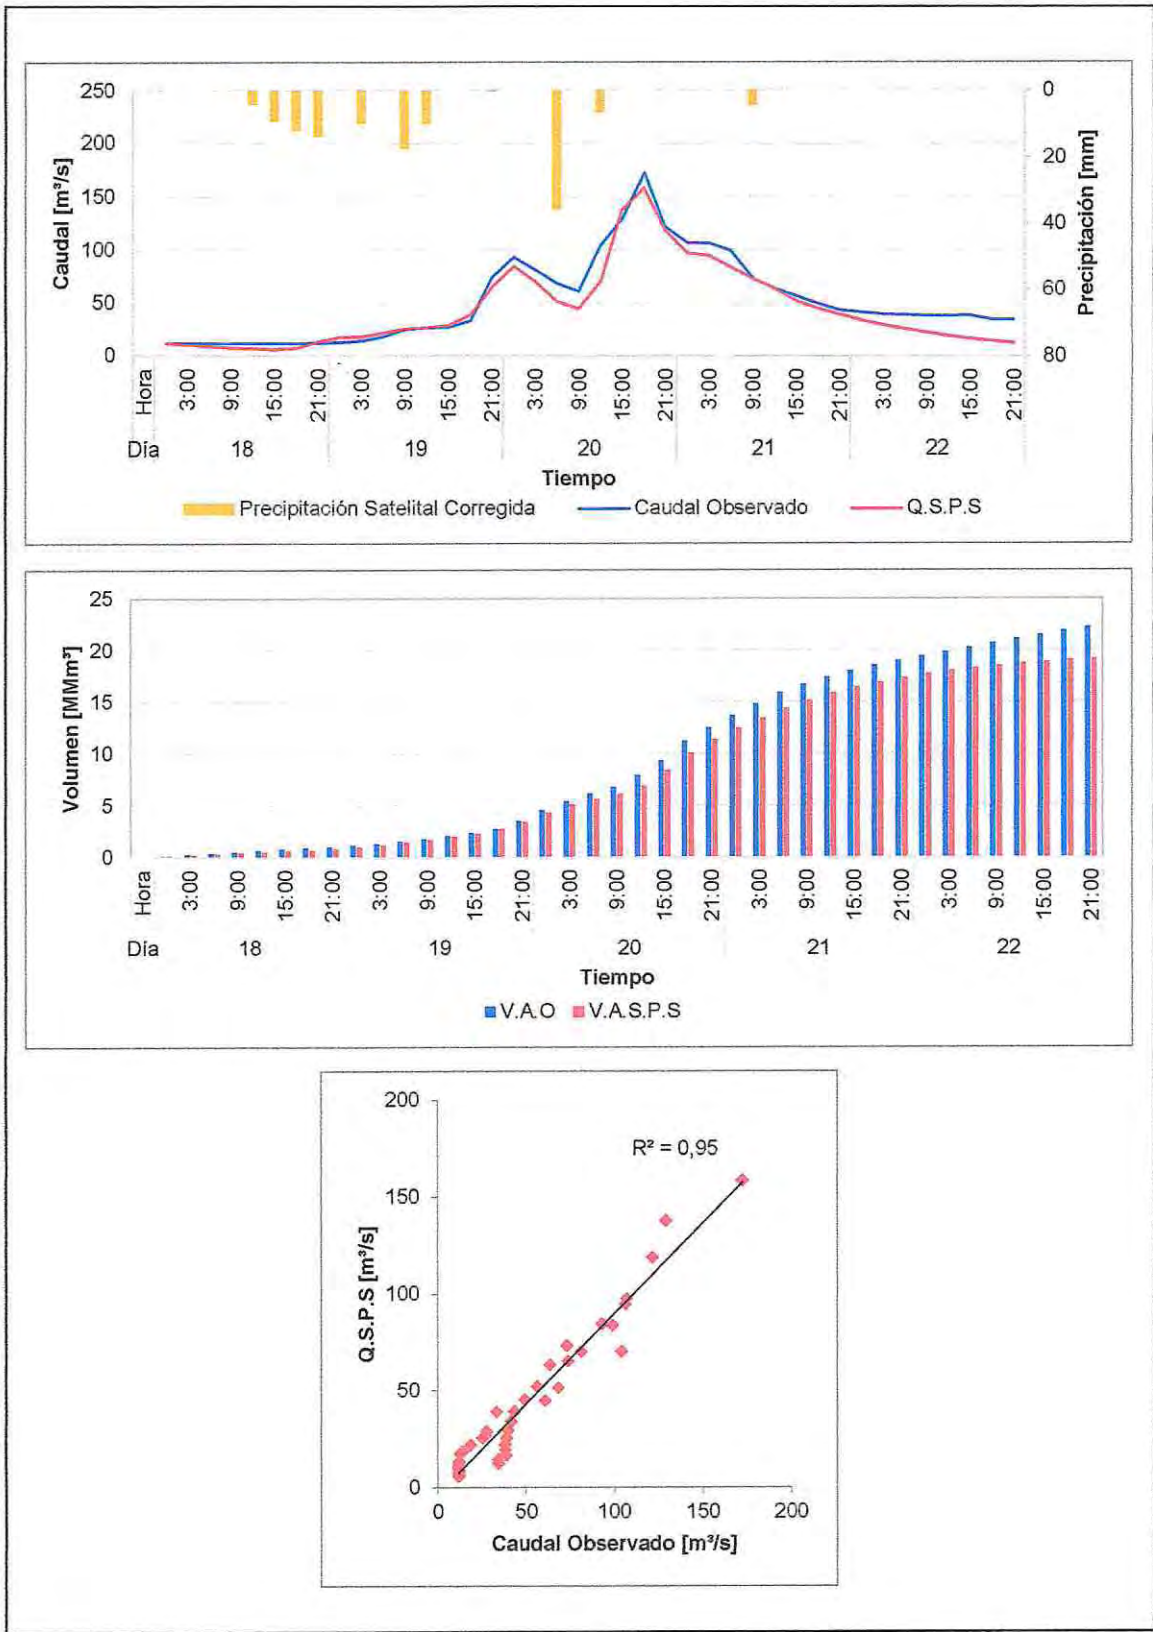 250
200
150
100
50
0
Caudal [m³/s]
0
20
40
60
80
Precipitación [mm]
Hora 3:00 9:00 15:00 21:00 3:00 9:00 15:00 21:00 3:00 9:00 15:00 21:00 3:00 9:00 15:00 21:00 3:00 9:00 15:00 21:00
Día 18 19 20 21 22
Tiempo
Precipitación Satelital Corregida Caudal Observado Q.S.P.S
25
20
15
10
5
0
Volumen [MMm³]
Hora 3:00 9:00 15:00 21:00 3:00 9:00 15:00 21:00 3:00 9:00 15:00 21:00 3:00 9:00 15:00 21:00 3:00 9:00 15:00 21:00
Día 18 19 20 21 22
Tiempo
V.A.O V.A.S.P.S
200
150
100
50
0
Q.S.P.S [m³/s]
R² = 0,95
0 50 100 150 200
Caudal Observado [m³/s]